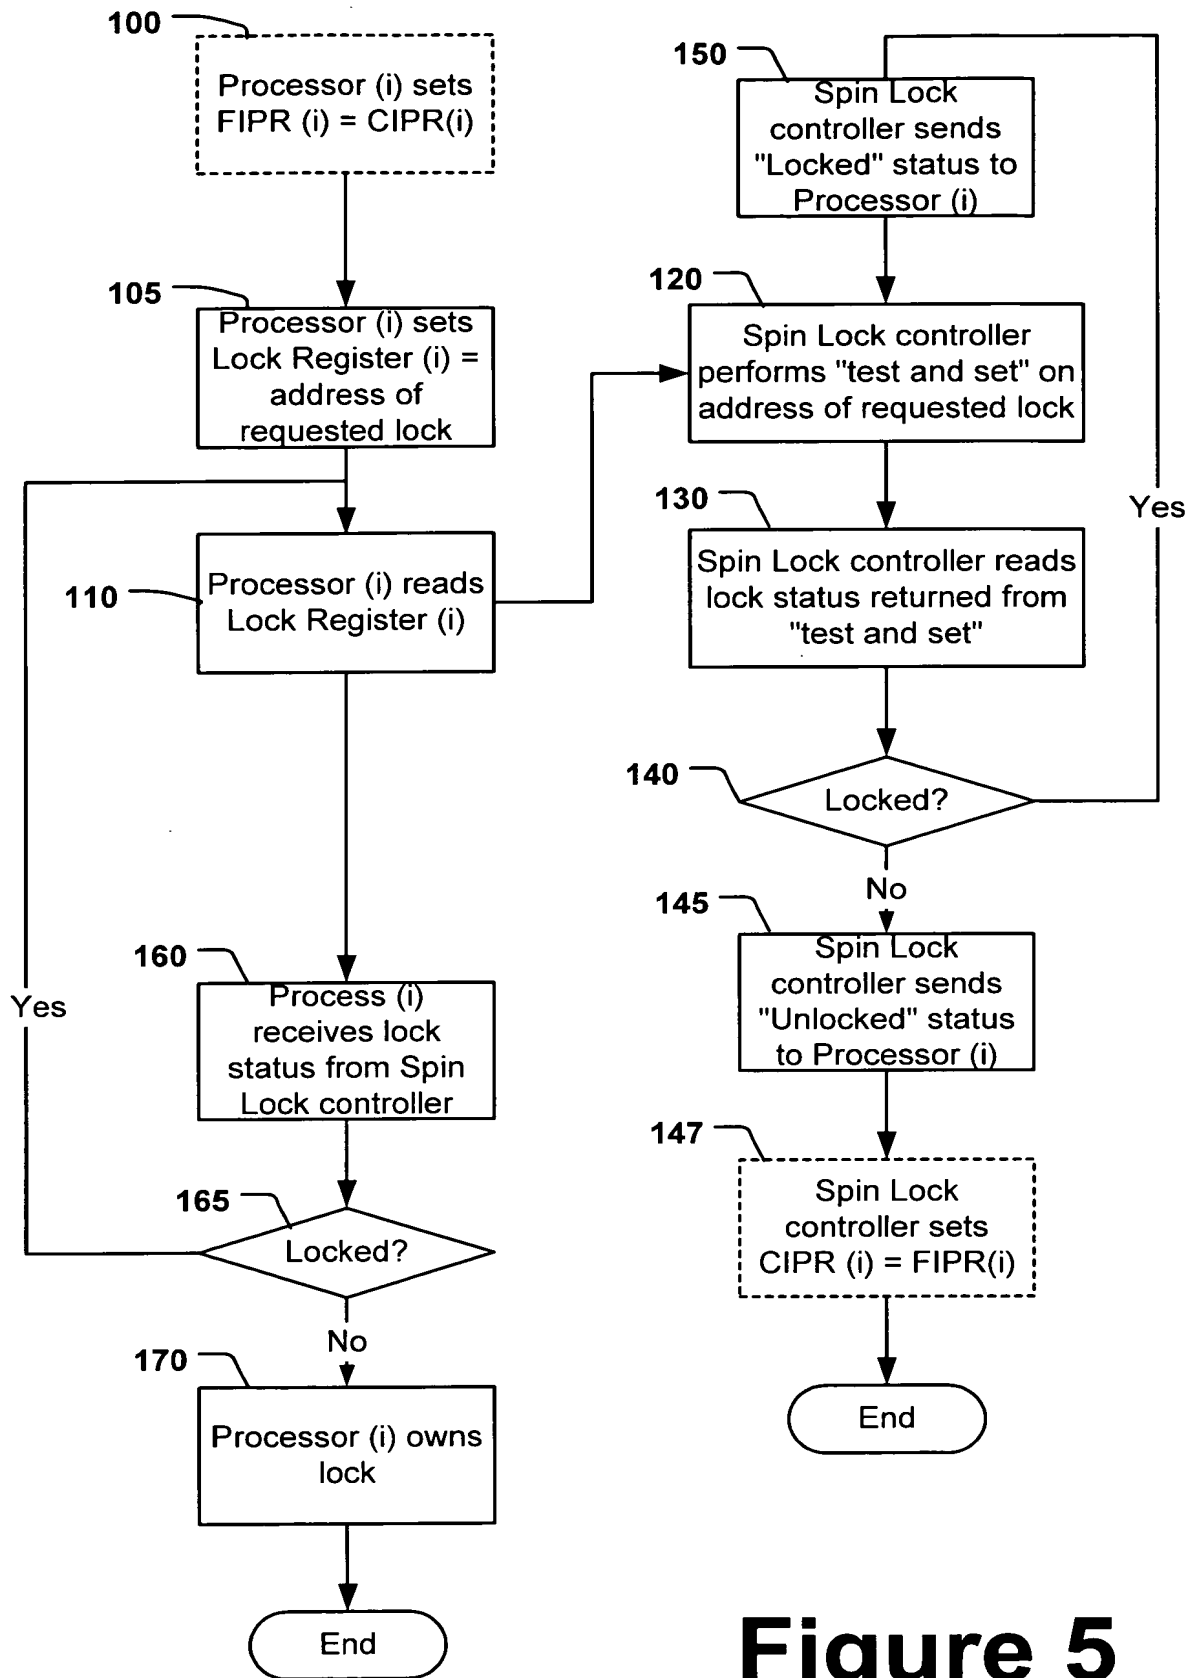 100
Processor (i) sets
FIPR (i) = CIPR(i)
105
Processor (i) sets
Lock Register (i) =
address of
requested lock
110
Processor (i) reads
Lock Register (i)
160
Process (i)
receives lock
status from Spin
Lock controller
165
Locked?
Yes
No
170
Processor (i) owns
lock
End
150
Spin Lock
controller sends
"Locked" status to
Processor (i)
120
Spin Lock controller
performs "test and set" on
address of requested lock
130
Spin Lock controller reads
lock status returned from
"test and set"
140
Locked?
Yes
No
145
Spin Lock
controller sends
"Unlocked" status
to Processor (i)
147
Spin Lock
controller sets
CIPR (i) = FIPR(i)
End
Figure 5